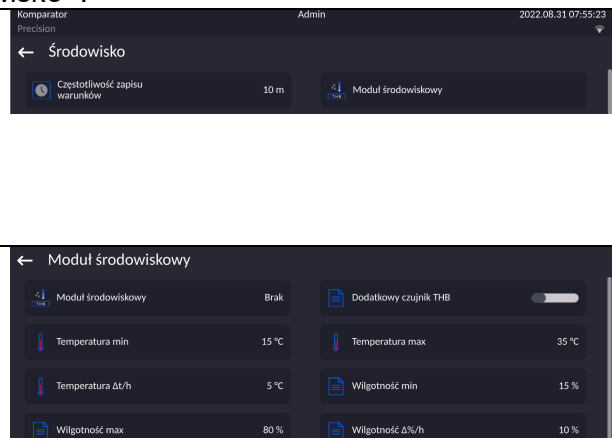 Komparator Admin 2022.08.31 07:55:23
Precision
← Środowisko
Częstotliwość zapisu
warunków 10 m
THB Moduł środowiskowy
← Moduł środowiskowy
THB Moduł środowiskowy Brak
Dodatkowy czujnik THB
Temperatura min 15 °C
Temperatura max 35 °C
Temperatura Δt/h 5 °C
Wilgotność min 15 %
Wilgotność max 80 %
Wilgotność Δ%/h 10 %